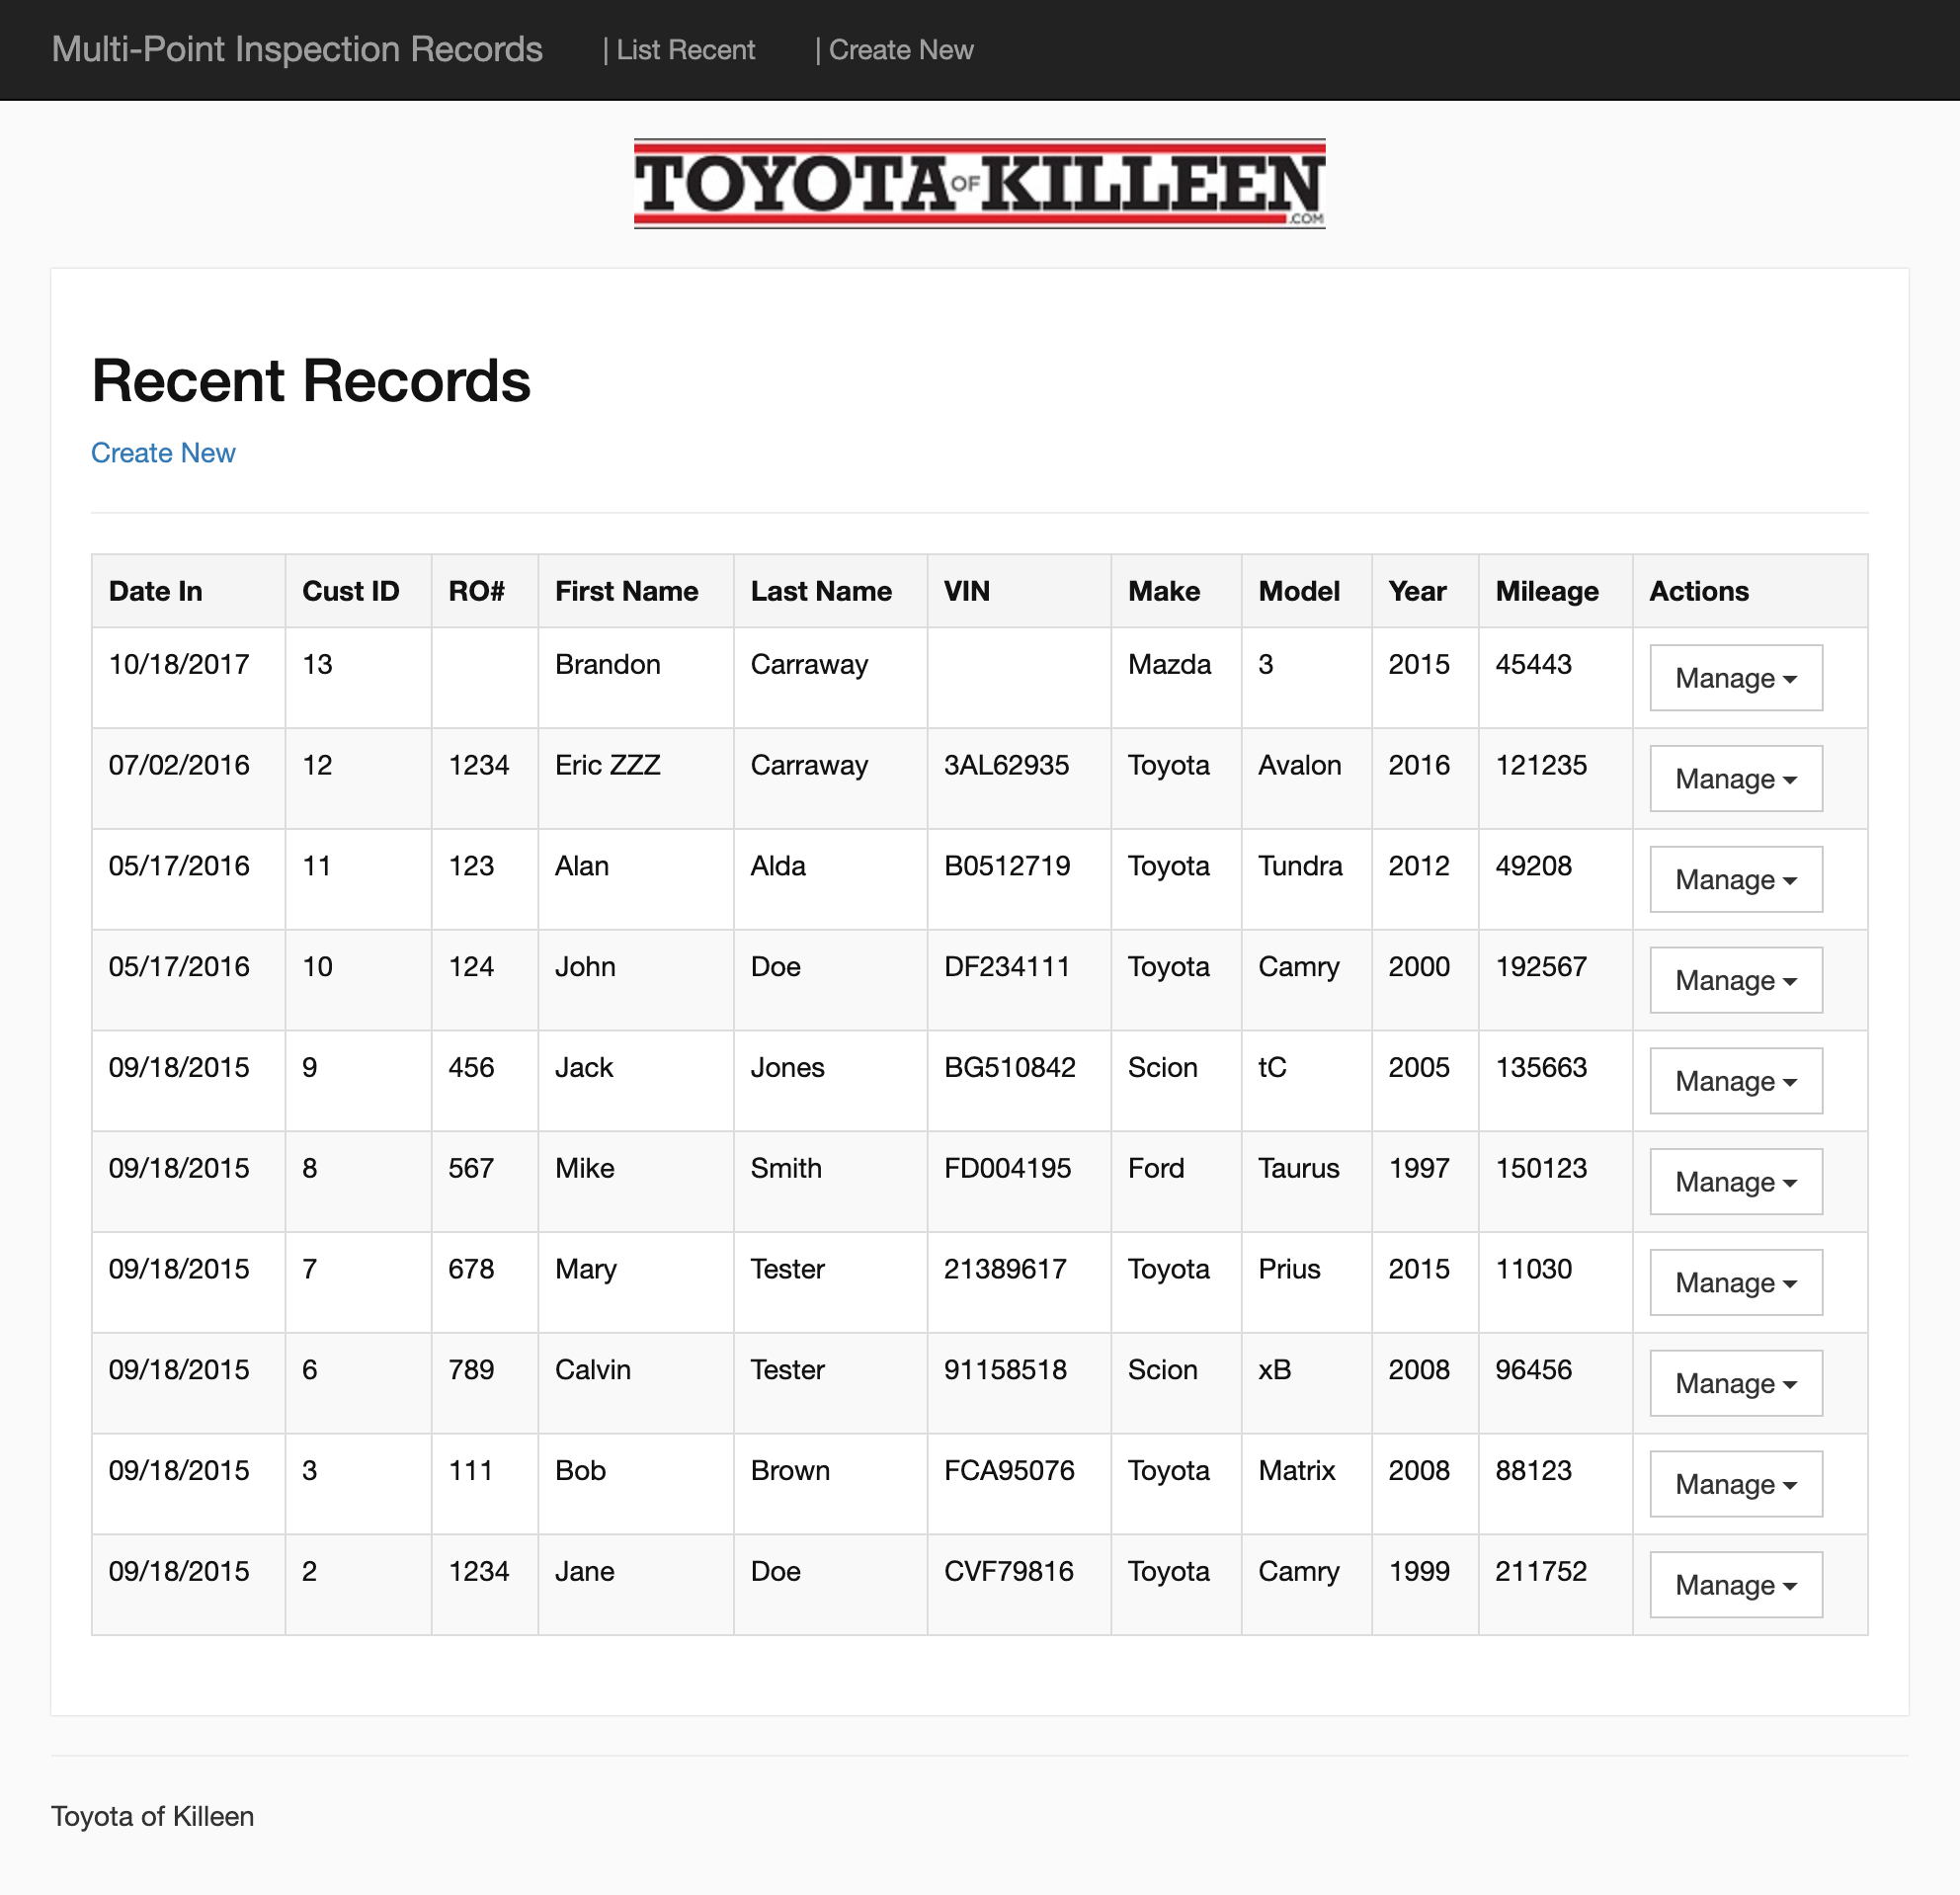 Multi-Point Inspection Records | List Recent | Create New
TOYOTA OF KILLEEN .COM
Recent Records
Create New
Date In Cust ID RO# First Name Last Name VIN Make Model Year Mileage Actions
10/18/2017 13 Brandon Carraway Mazda 3 2015 45443 Manage
07/02/2016 12 1234 Eric ZZZ Carraway 3AL62935 Toyota Avalon 2016 121235 Manage
05/17/2016 11 123 Alan Alda B0512719 Toyota Tundra 2012 49208 Manage
05/17/2016 10 124 John Doe DF234111 Toyota Camry 2000 192567 Manage
09/18/2015 9 456 Jack Jones BG510842 Scion tC 2005 135663 Manage
09/18/2015 8 567 Mike Smith FD004195 Ford Taurus 1997 150123 Manage
09/18/2015 7 678 Mary Tester 21389617 Toyota Prius 2015 11030 Manage
09/18/2015 6 789 Calvin Tester 91158518 Scion xB 2008 96456 Manage
09/18/2015 3 111 Bob Brown FCA95076 Toyota Matrix 2008 88123 Manage
09/18/2015 2 1234 Jane Doe CVF79816 Toyota Camry 1999 211752 Manage
Toyota of Killeen